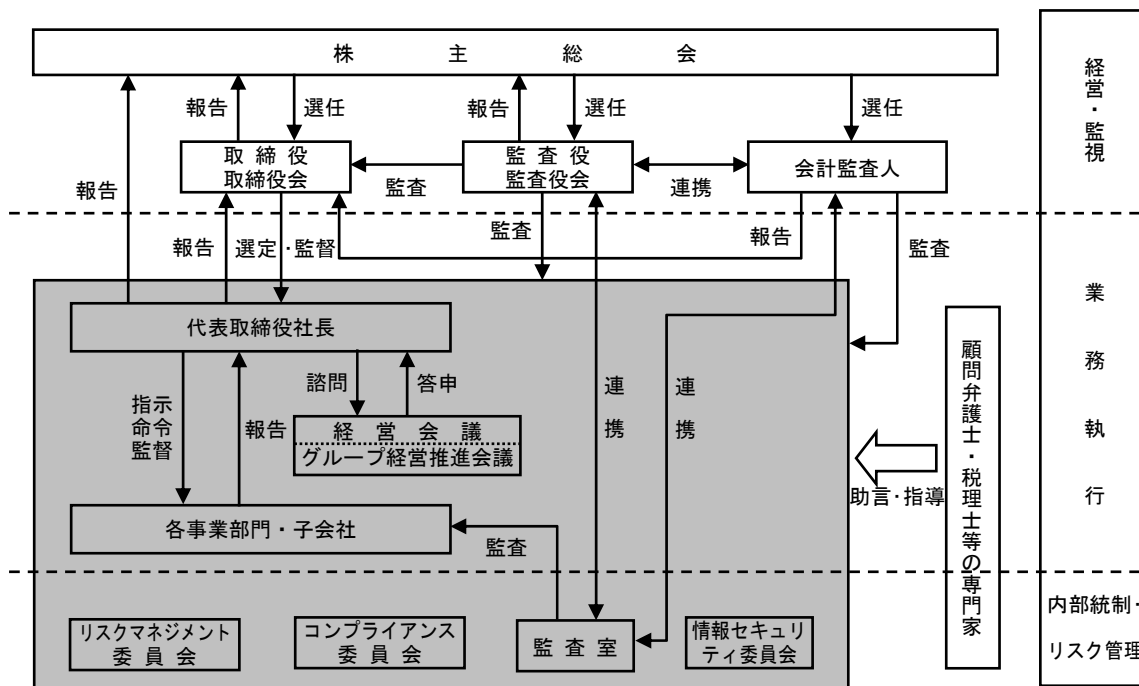 株主総会
経営・監視
報告
選任
報告
選任
選任
取締役
取締役会
監査役
監査役会
会計監査人
監査
連携
報告
報告
選定・監督
監査
報告
監査
代表取締役社長
諮問
答申
指示
命令
監督
報告
経営会議
グループ経営推進会議
連携
連携
顧問弁護士・税理士等の専門家
助言・指導
業務執行
各事業部門・子会社
監査
リスクマネジメント
委員会
コンプライアンス
委員会
監査室
情報セキュリ
ティ委員会
内部統制・
リスク管理